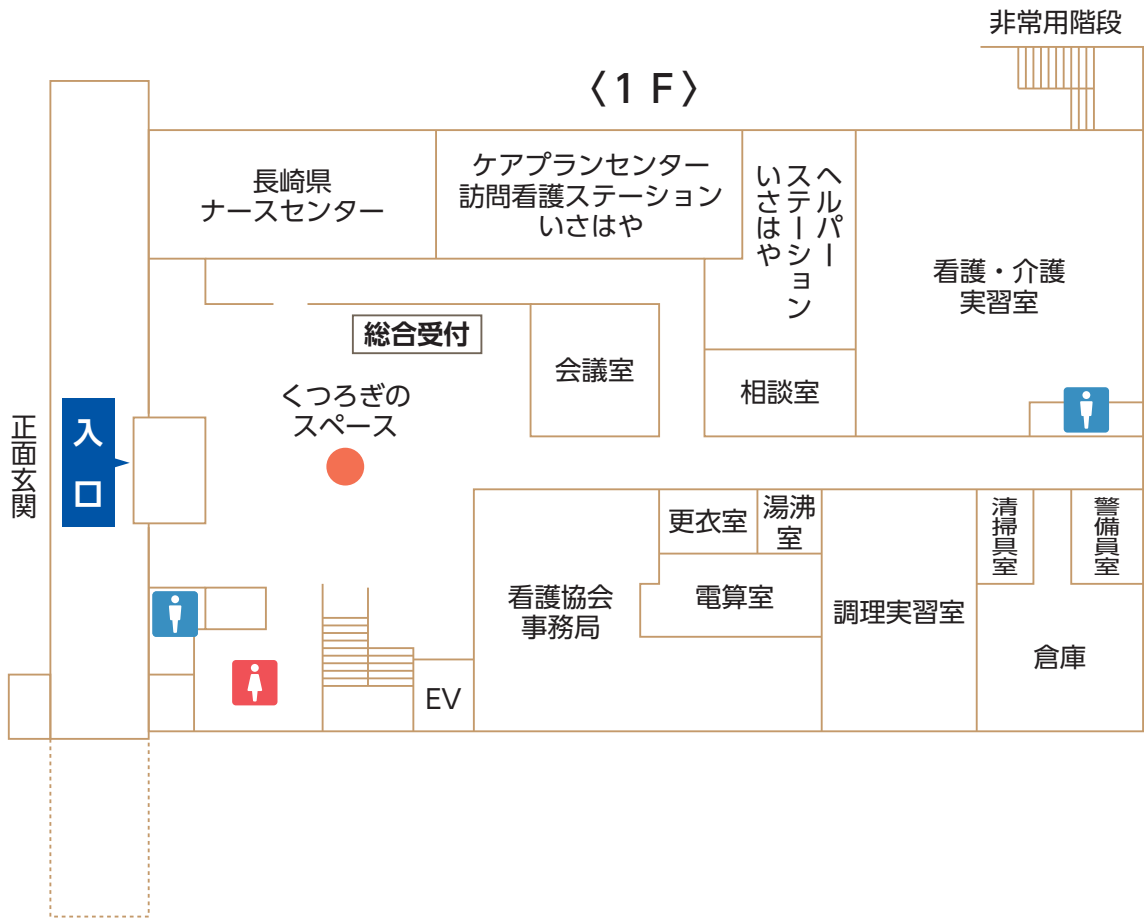 非常用階段
〈1 F〉
長崎県
ナースセンター
ケアプランセンター
訪問看護ステーション
いさはや
ヘルパー
ステーション
いさはや
看護・介護
実習室
総合受付
会議室
相談室
くつろぎの
スペース
正面玄関
入口
更衣室
湯沸
室
清掃具室
警備員室
看護協会
事務局
電算室
調理実習室
倉庫
EV